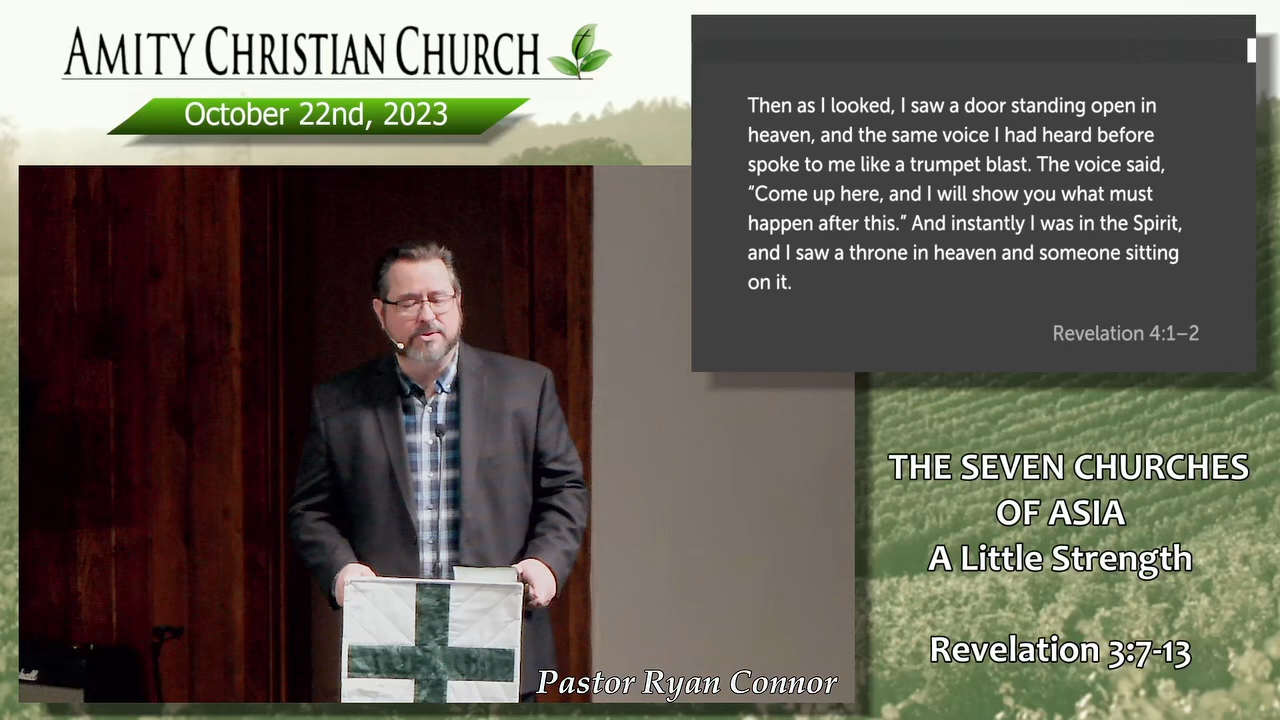 AMITY CHRISTIAN CHURCH
October 22nd, 2023
Then as I looked, I saw a door standing open in
heaven, and the same voice I had heard before
spoke to me like a trumpet blast. The voice said,
“Come up here, and I will show you what must
happen after this.” And instantly I was in the Spirit,
and I saw a throne in heaven and someone sitting
on it.
Revelation 4:1–2
THE SEVEN CHURCHES
OF ASIA
A Little Strength
Revelation 3:7-13
Pastor Ryan Connor